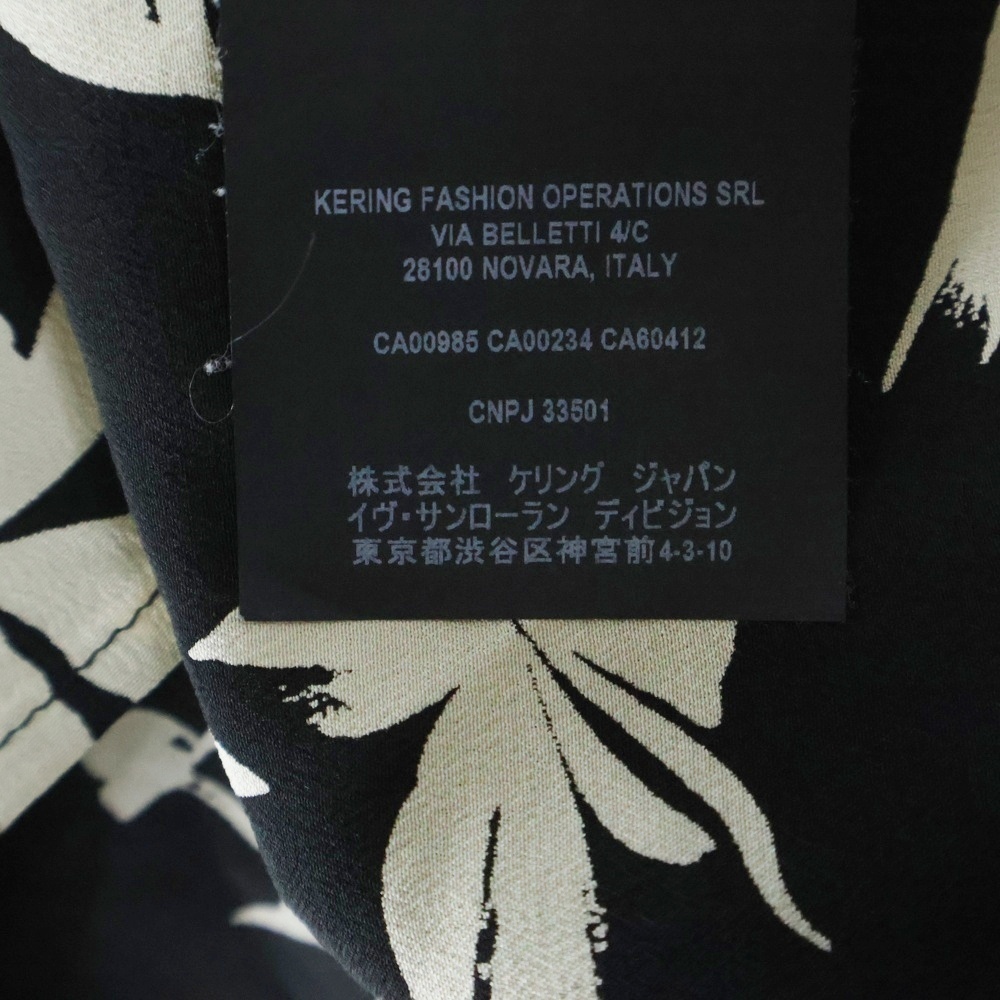 KERING FASHION OPERATIONS SRL
VIA BELLETTI 4/C
28100 NOVARA, ITALY
CA00985 CA00234 CA60412
CNPJ 33501
株式会社 ケリング ジャパン
イヴ・サンローラン ディビジョン
東京都渋谷区神宮前4-3-10